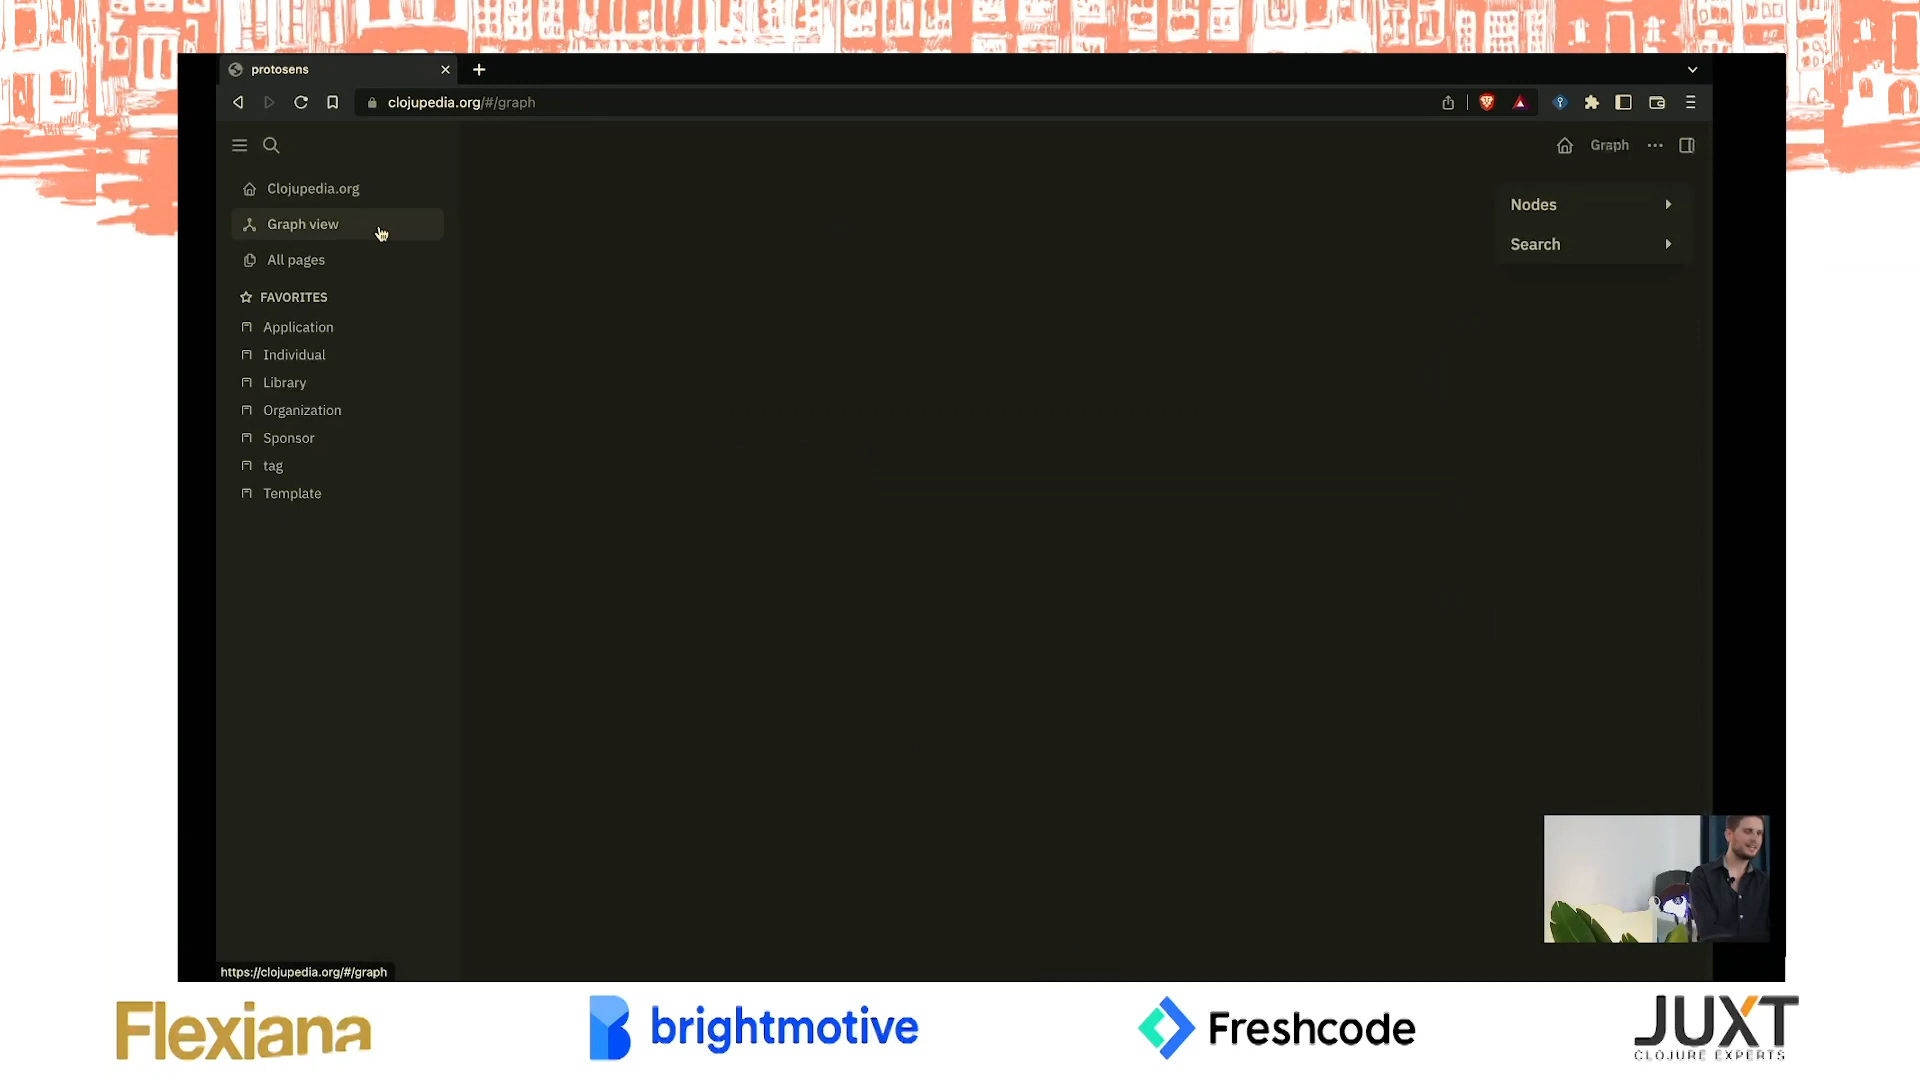 protosens
clojupedia.org/#/graph
Graph
Clojupedia.org
Graph view
All pages
FAVORITES
Application
Individual
Library
Organization
Sponsor
tag
Template
Nodes
Search
https://clojupedia.org/#/graph
Flexiana
brightmotive
Freshcode
JUXT
CLOJURE EXPERTS